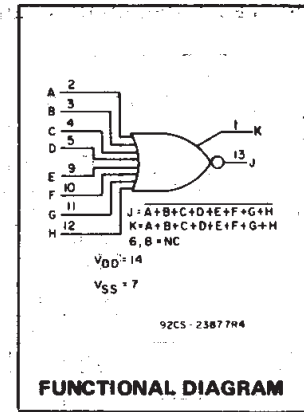 A 2
B 3
C 4
D 5
E 9
F 10
G 11
H 12
1 K
13 J
J = A+B+C+D+E+F+G+H
K=A+B+C+D+E+F+G+H
6, 8 = NC
VDD = 14
VSS = 7
92CS-23877R4
FUNCTIONAL DIAGRAM